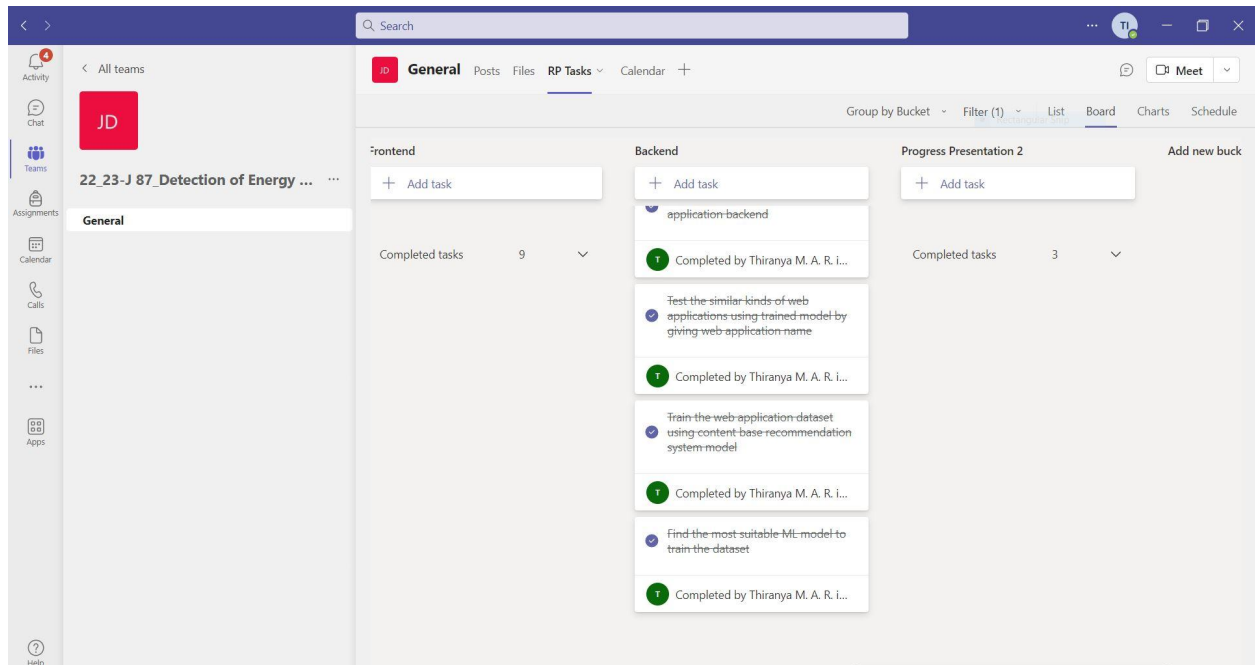 Search
TI
4
Activity
Chat
Teams
Assignments
Calendar
Calls
Files
Apps
Help
All teams
JD
22_23-J 87_Detection of Energy ...
General
JD General Posts Files RP Tasks Calendar
Meet
Group by Bucket Filter (1) List Board Charts Schedule
Frontend
Add task
Completed tasks 9
Backend
Add task
application backend
T Completed by Thiranya M. A. R. i...
Test the similar kinds of web
applications using trained model by
giving web application name
T Completed by Thiranya M. A. R. i...
Train the web application dataset
using content base recommendation
system model
T Completed by Thiranya M. A. R. i...
Find the most suitable ML model to
train the dataset
T Completed by Thiranya M. A. R. i...
Progress Presentation 2
Add task
Completed tasks 3
Add new buck